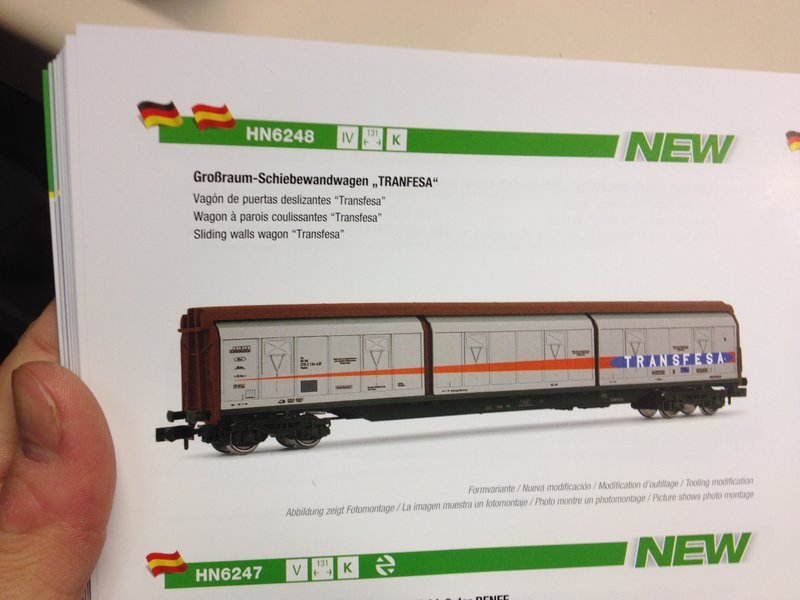 HN6248 IV 131 K NEW
Großraum-Schiebewandwagen „TRANFESA“
Vagón de puertas deslizantes “Transfesa”
Wagon à parois coulissantes “Transfesa”
Sliding walls wagon “Transfesa”
TRANSFESA
Formvariante / Nueva modificación / Modification d'outillage / Tooling modification
Abbildung zeigt Fotomontage / La imagen muestra un fotomontaje / Photo montre un photomontage / Picture shows photo montage
HN6247 V 131 K NEW